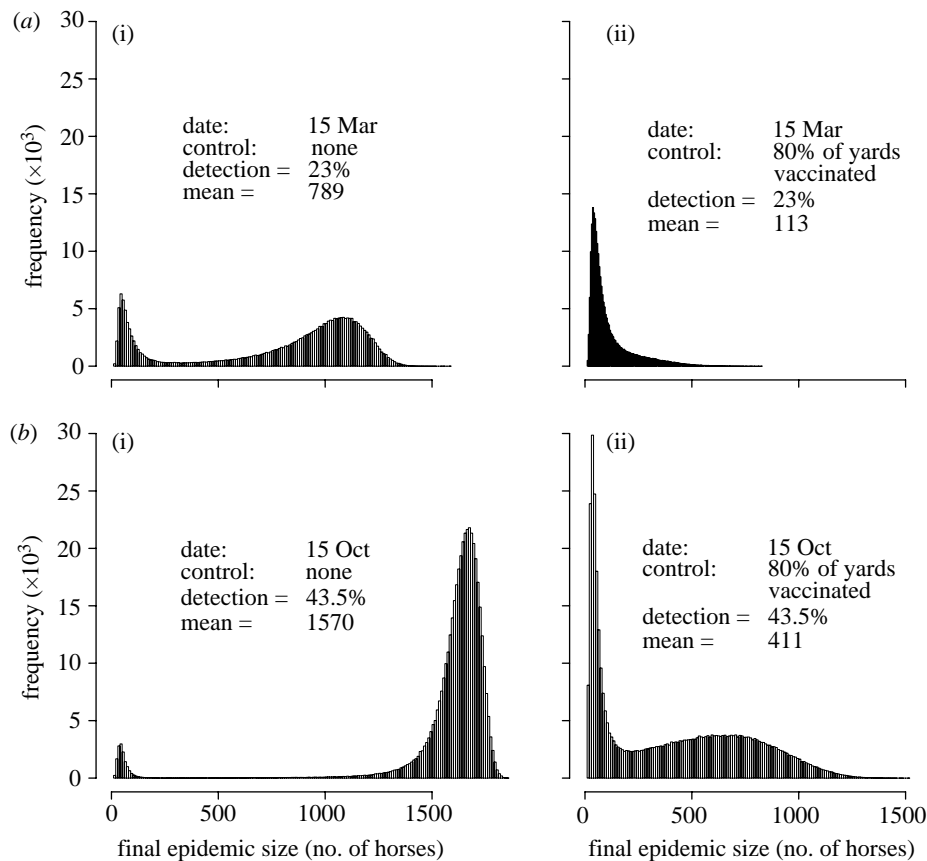 (a)
(i)
(ii)
30
25
20
15
10
5
0
frequency (×10³)
date: 15 Mar
control: none
detection = 23%
mean = 789
date: 15 Mar
control: 80% of yards
vaccinated
detection = 23%
mean = 113
(b)
(i)
(ii)
30
25
20
15
10
5
0
frequency (×10³)
date: 15 Oct
control: none
detection = 43.5%
mean = 1570
date: 15 Oct
control: 80% of yards
vaccinated
detection = 43.5%
mean = 411
0 500 1000 1500
0 500 1000 1500
final epidemic size (no. of horses)
final epidemic size (no. of horses)